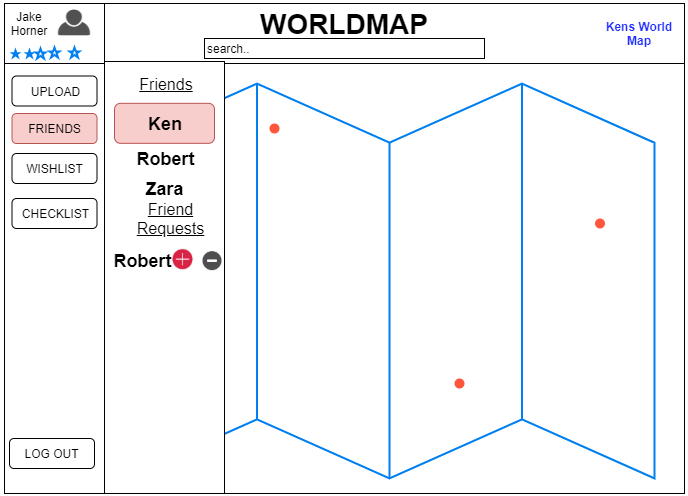 Jake
Horner
WORLDMAP
search..
Kens World
Map
UPLOAD
FRIENDS
WISHLIST
CHECKLIST
LOG OUT
Friends
Ken
Robert
Zara
Friend
Requests
Robert